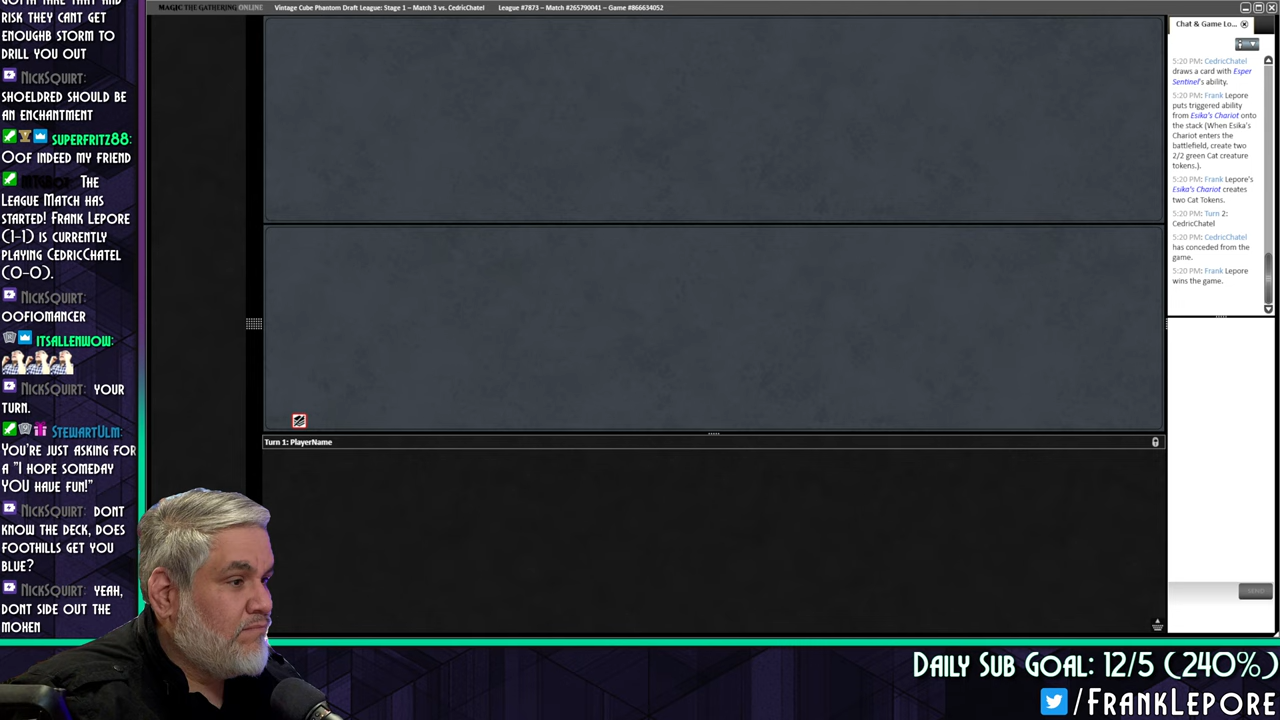 GOTTA TAKE THAT AND
RISK THEY CANT GET
ENOUGHB STORM TO
DRILL YOU OUT
NICKSQUIRT:
SHOELDRED SHOULD BE
AN ENCHANTMENT
SUPERFRITZ88:
OOF INDEED MY FRIEND
THE
LEAGUE MATCH HAS
STARTED! FRANK LEPORE
(1-1) IS CURRENTLY
PLAYING CEDRICCHATEL
(0-0).
NICKSQUIRT:
OOFIOMANCER
ITSALLENWOW:
NICKSQUIRT: YOUR
TURN.
STEWARTULM:
YOU'RE JUST ASKING FOR
A "I HOPE SOMEDAY
YOU HAVE FUN!"
NICKSQUIRT: DONT
KNOW THE DECK, DOES
FOOTHILLS GET YOU
BLUE?
NICKSQUIRT: YEAH,
DONT SIDE OUT THE
MOXEN
MAGIC THE GATHERING ONLINE
Vintage Cube Phantom Draft League: Stage 1 – Match 3 vs. CedricChatel
League #7873 – Match #265790041 – Game #866634052
Turn 1: PlayerName
Chat & Game Lo...
5:20 PM: CedricChatel
draws a card with Esper
Sentinel's ability.
5:20 PM: Frank Lepore
puts triggered ability
from Esika's Chariot onto
the stack (When Esika's
Chariot enters the
battlefield, create two
2/2 green Cat creature
tokens.).
5:20 PM: Frank Lepore's
Esika's Chariot creates
two Cat Tokens.
5:20 PM: Turn 2:
CedricChatel
5:20 PM: CedricChatel
has conceded from the
game.
5:20 PM: Frank Lepore
wins the game.
SEND
DAILY SUB GOAL: 12/5 (240%)
/FRANKLEPORE